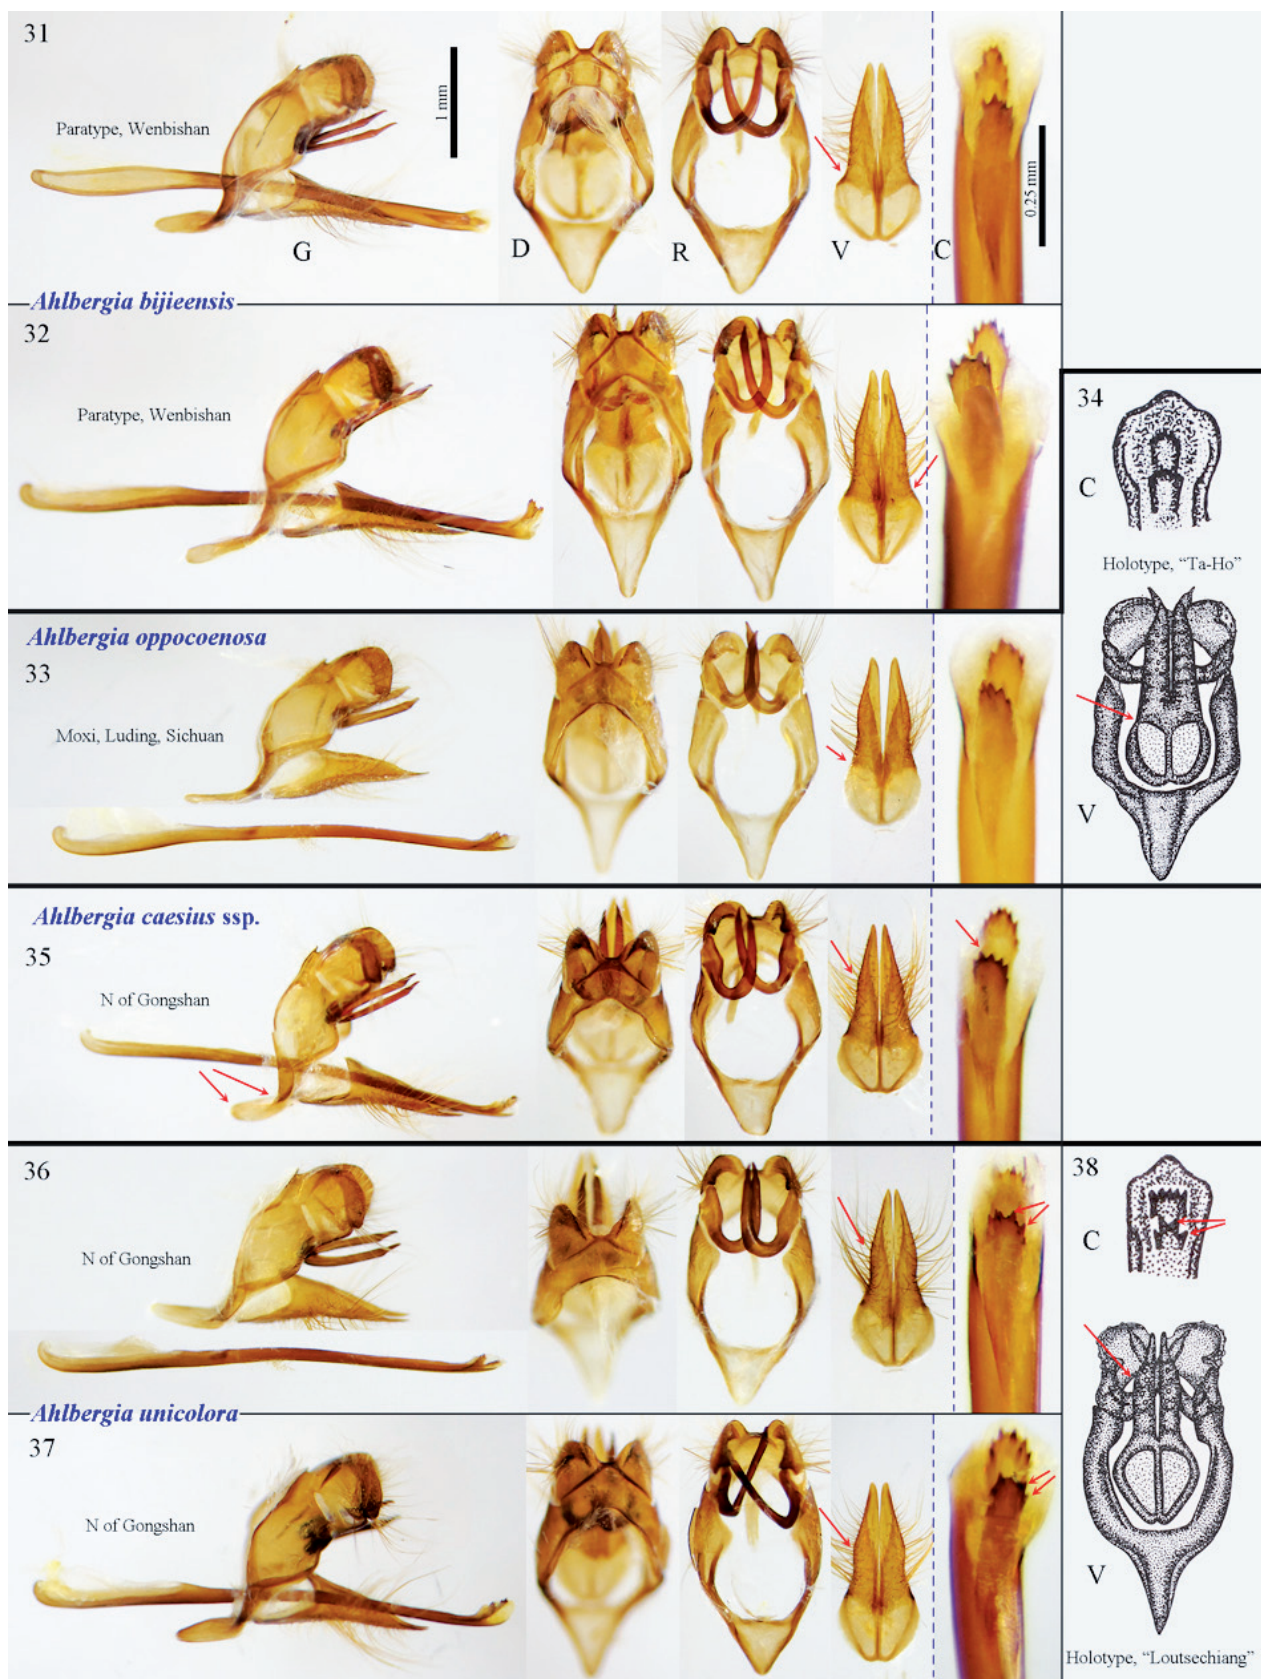 31
Paratype, Wenbishan
1 mm
G
D
R
V
C
0.25 mm
Ahlbergia bijieensis
32
Paratype, Wenbishan
34
C
Holotype, “Ta-Ho”
V
Ahlbergia oppocoenosa
33
Moxi, Luding, Sichuan
Ahlbergia caesius ssp.
35
N of Gongshan
36
N of Gongshan
38
C
V
Holotype, “Loutsechiang”
Ahlbergia unicolora
37
N of Gongshan